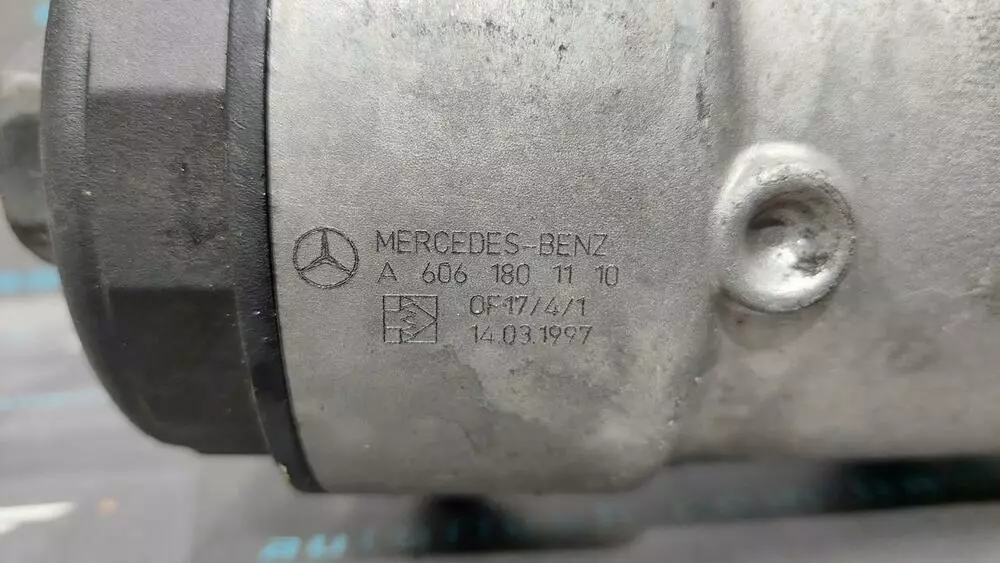 MERCEDES-BENZ
A 606 180 11 10
OF17/4/1
14.03.1997